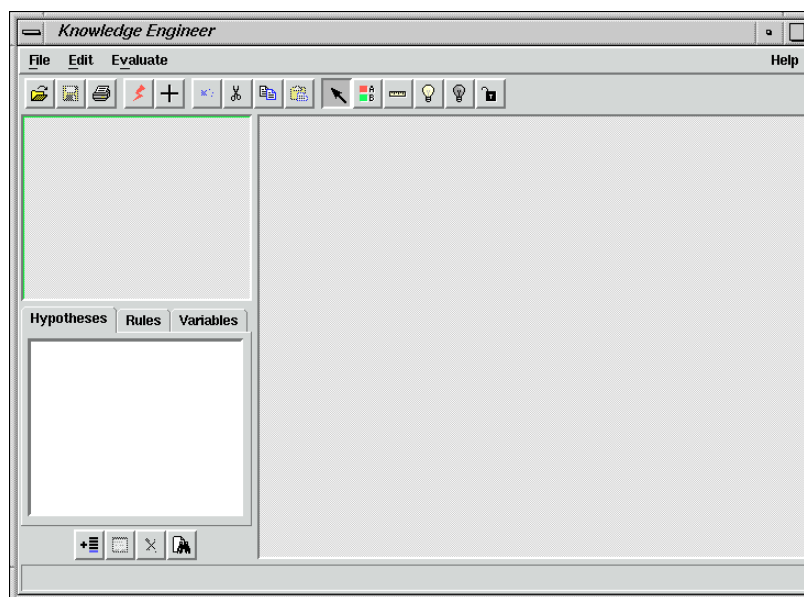 Knowledge Engineer
File Edit Evaluate Help
A
B
Hypotheses Rules Variables